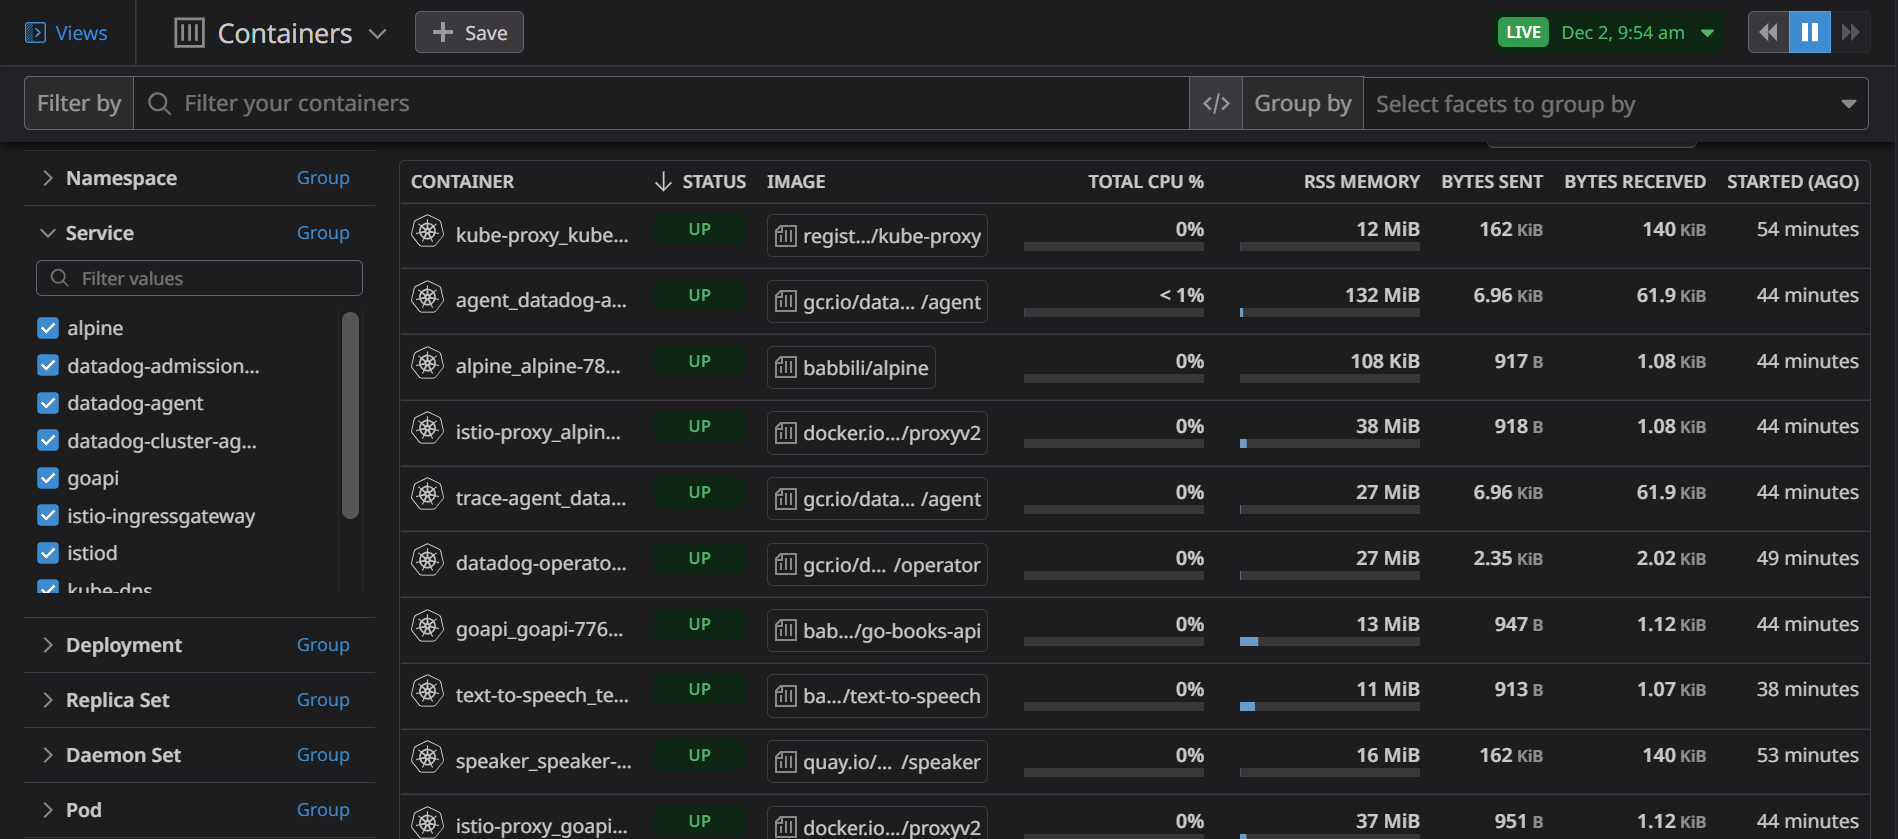 Views
Containers
Save
LIVE Dec 2, 9:54 am
Filter by Filter your containers </> Group by Select facets to group by
Namespace Group
Service Group
Filter values
alpine
datadog-admission...
datadog-agent
datadog-cluster-ag...
goapi
istio-ingressgateway
istiod
kube-dns
Deployment Group
Replica Set Group
Daemon Set Group
Pod Group
CONTAINER STATUS IMAGE TOTAL CPU % RSS MEMORY BYTES SENT BYTES RECEIVED STARTED (AGO)
kube-proxy_kube... UP regist.../kube-proxy 0% 12 MiB 162 KiB 140 KiB 54 minutes
agent_datadog-a... UP gcr.io/data... /agent < 1% 132 MiB 6.96 KiB 61.9 KiB 44 minutes
alpine_alpine-78... UP babbili/alpine 0% 108 KiB 917 B 1.08 KiB 44 minutes
istio-proxy_alpin... UP docker.io.../proxyv2 0% 38 MiB 918 B 1.08 KiB 44 minutes
trace-agent_data... UP gcr.io/data... /agent 0% 27 MiB 6.96 KiB 61.9 KiB 44 minutes
datadog-operato... UP gcr.io/d... /operator 0% 27 MiB 2.35 KiB 2.02 KiB 49 minutes
goapi_goapi-776... UP bab.../go-books-api 0% 13 MiB 947 B 1.12 KiB 44 minutes
text-to-speech_te... UP ba.../text-to-speech 0% 11 MiB 913 B 1.07 KiB 38 minutes
speaker_speaker-... UP quay.io/... /speaker 0% 16 MiB 162 KiB 140 KiB 53 minutes
istio-proxy_goapi... UP docker.io.../proxyv2 0% 37 MiB 951 B 1.12 KiB 44 minutes